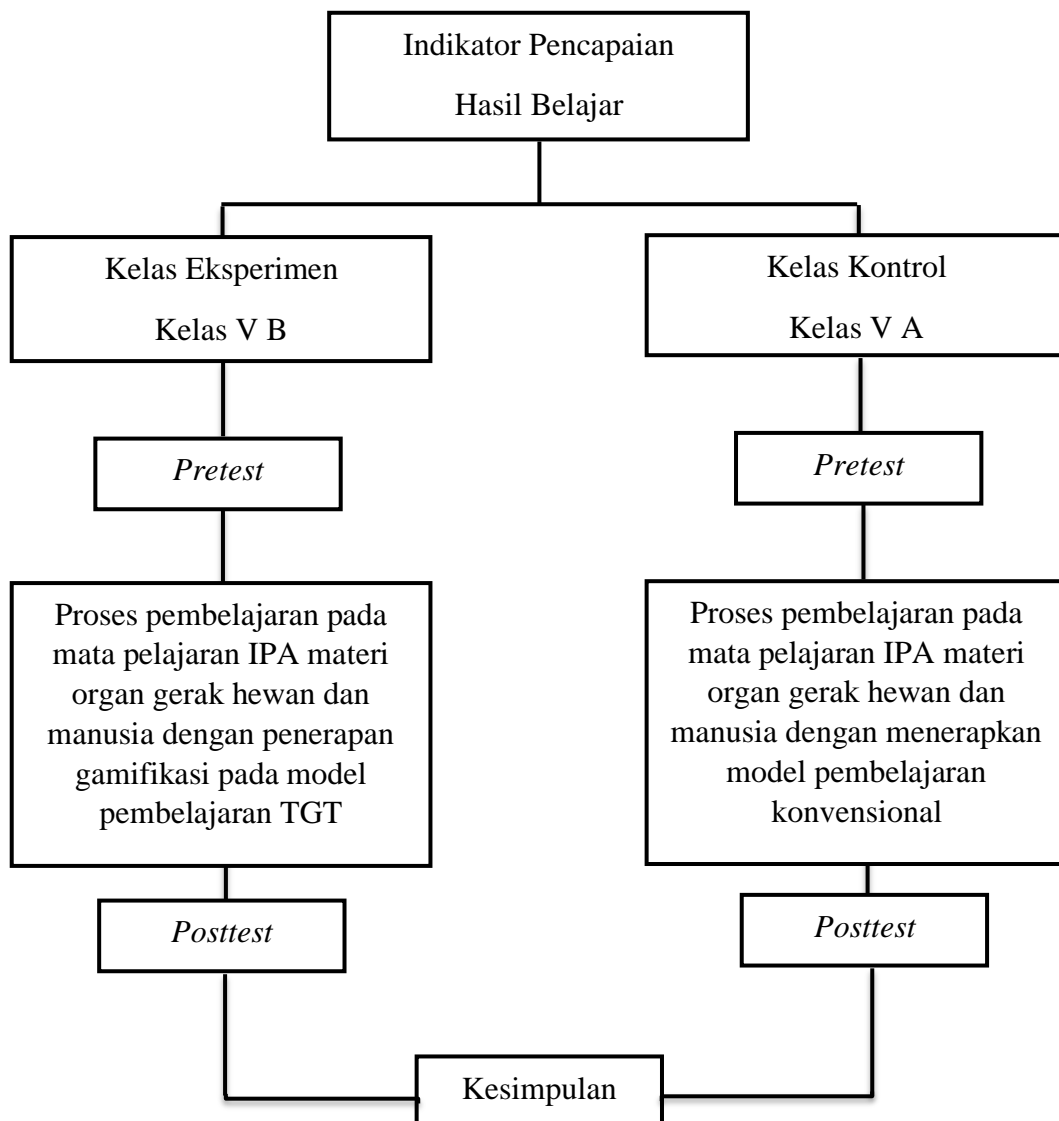 Indikator Pencapaian
Hasil Belajar
Kelas Eksperimen
Kelas V B
Kelas Kontrol
Kelas V A
Pretest
Pretest
Proses pembelajaran pada
mata pelajaran IPA materi
organ gerak hewan dan
manusia dengan penerapan
gamifikasi pada model
pembelajaran TGT
Proses pembelajaran pada
mata pelajaran IPA materi
organ gerak hewan dan
manusia dengan menerapkan
model pembelajaran
konvensional
Posttest
Posttest
Kesimpulan